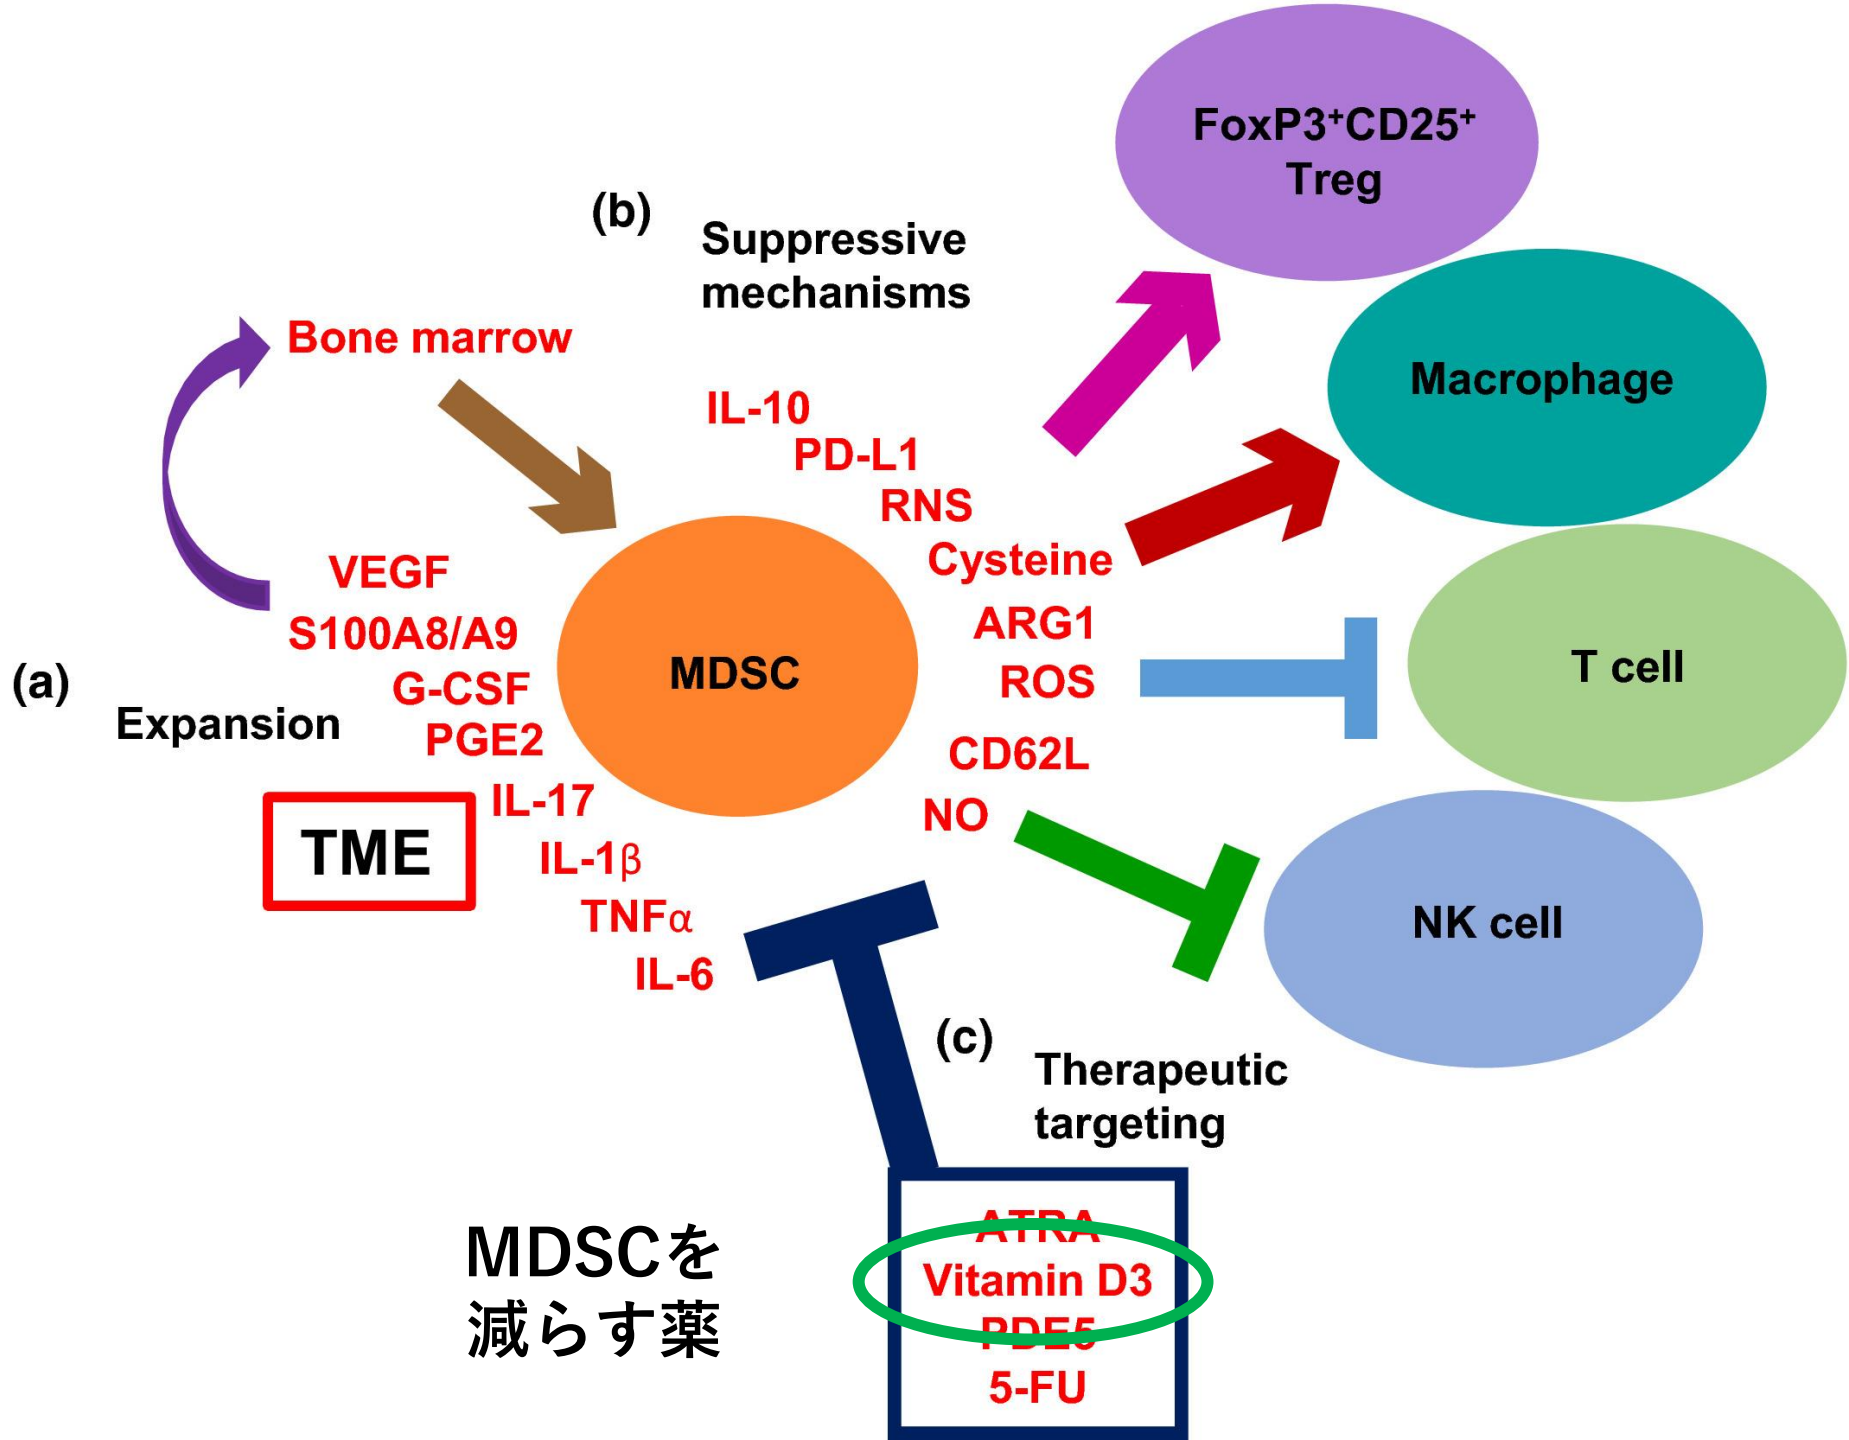 (a)
Expansion
Bone marrow
VEGF
S100A8/A9
G-CSF
PGE2
IL-17
IL-1β
TNFα
IL-6
TME
MDSC
(b)
Suppressive
mechanisms
IL-10
PD-L1
RNS
Cysteine
ARG1
ROS
CD62L
NO
FoxP3⁺CD25⁺
Treg
Macrophage
T cell
NK cell
(c)
Therapeutic
targeting
ATRA
Vitamin D3
PDE5
5-FU
MDSCを
減らす薬